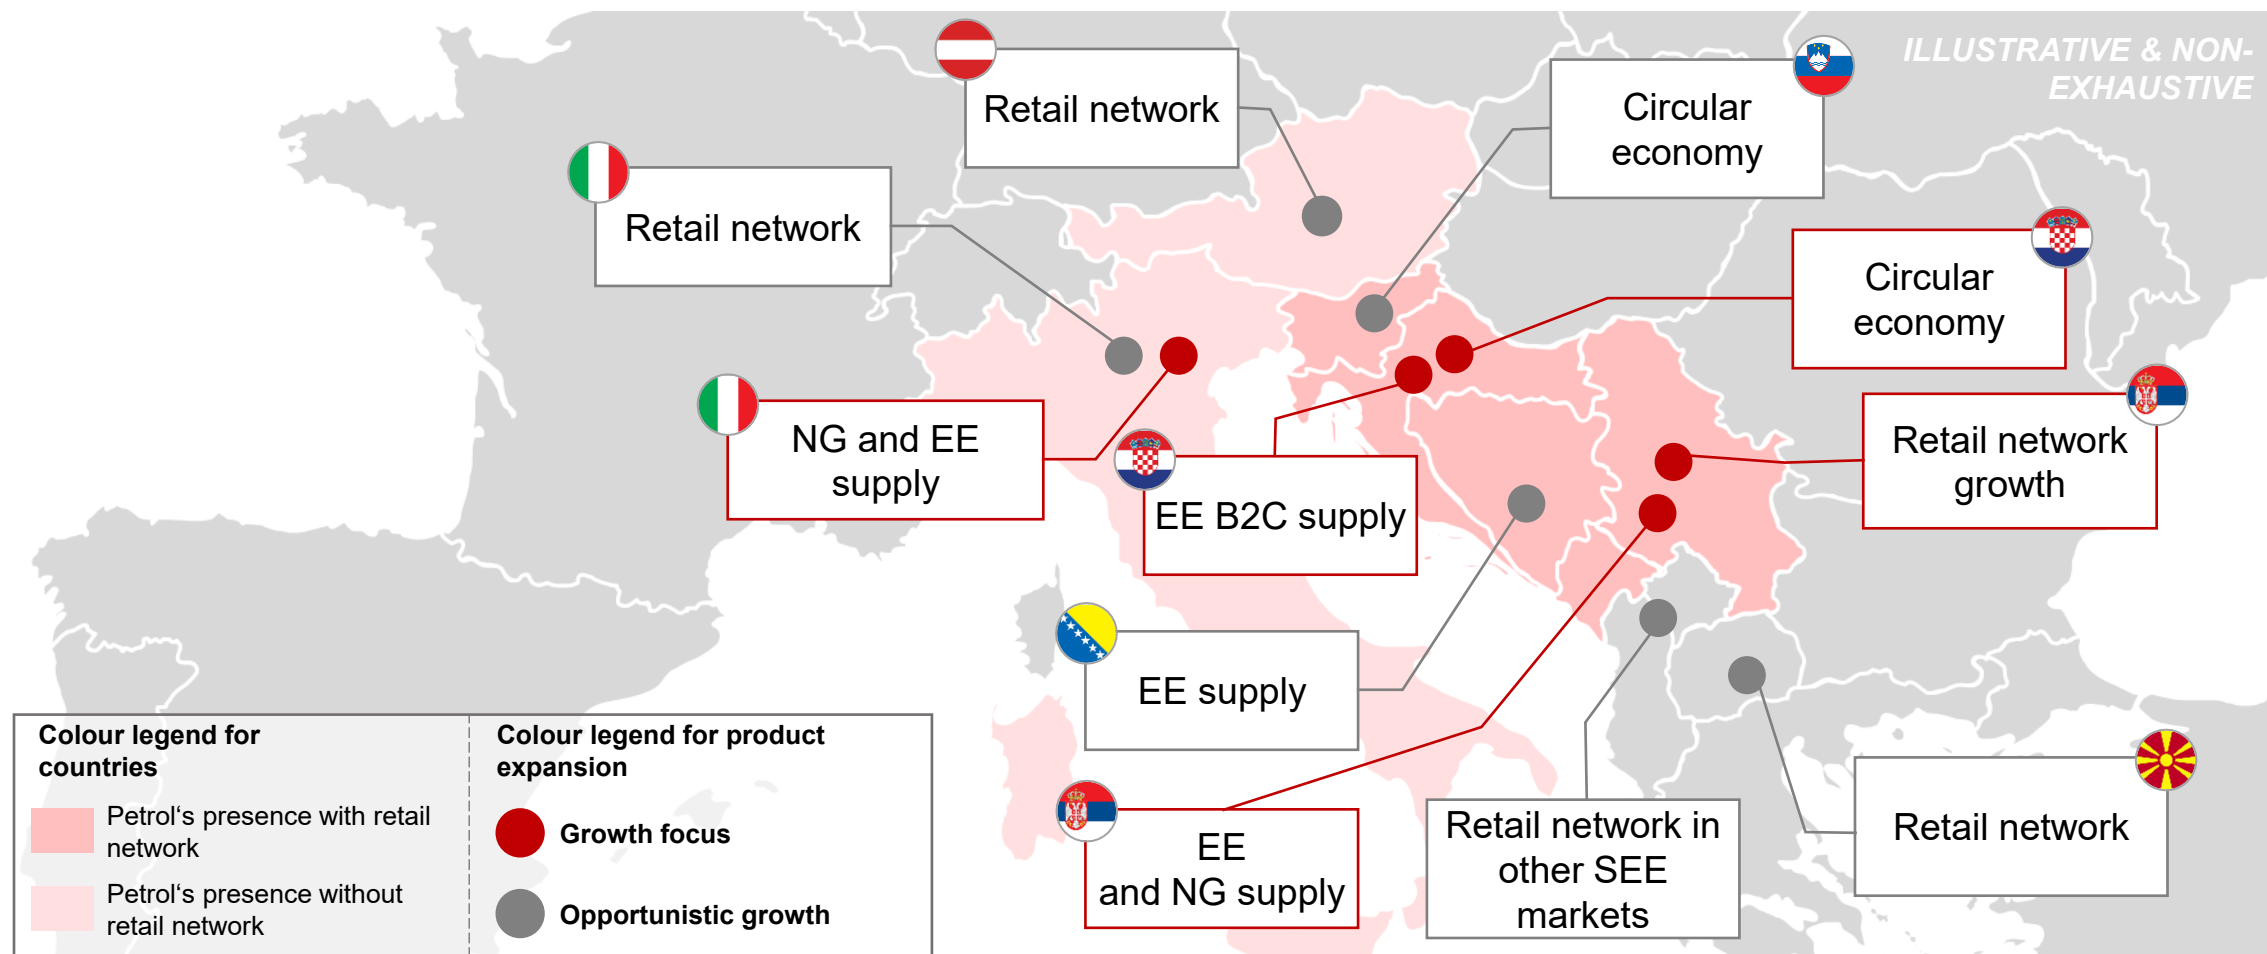 ILLUSTRATIVE & NON-
EXHAUSTIVE
Retail network
Circular
economy
Retail network
Circular
economy
NG and EE
supply
Retail network
growth
EE B2C supply
EE supply
EE
and NG supply
Retail network in
other SEE
markets
Retail network
Colour legend for
countries
Petrol‘s presence with retail
network
Petrol‘s presence without
retail network
Colour legend for product
expansion
Growth focus
Opportunistic growth